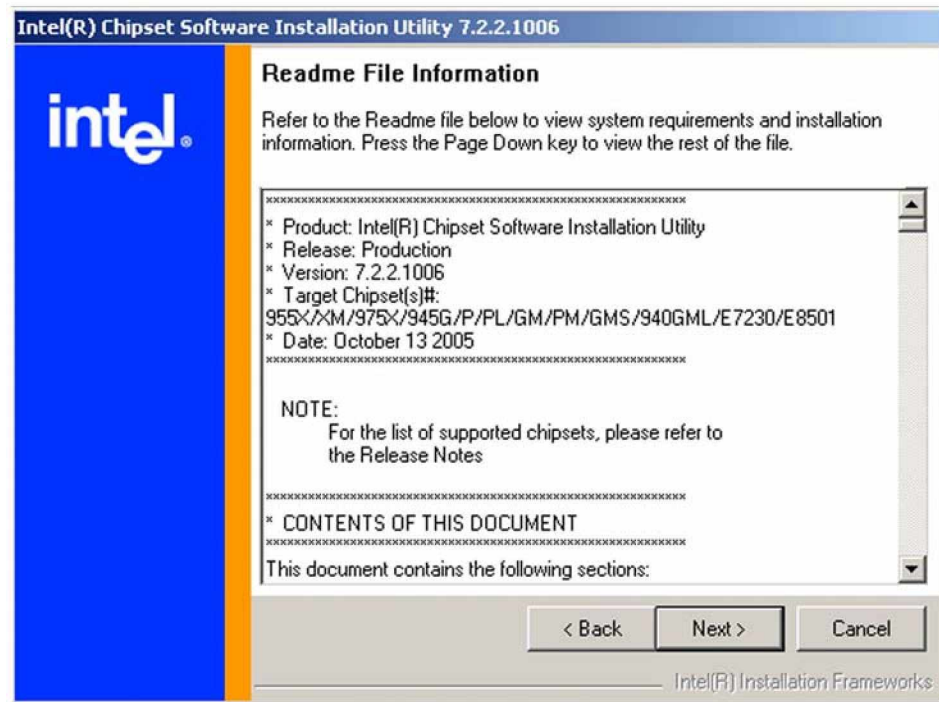 Intel(R) Chipset Software Installation Utility 7.2.2.1006
intel®
Readme File Information
Refer to the Readme file below to view system requirements and installation
information. Press the Page Down key to view the rest of the file.
************************************************************
* Product: Intel(R) Chipset Software Installation Utility
* Release: Production
* Version: 7.2.2.1006
* Target Chipset(s)#:
955X/XM/975X/945G/P/PL/GM/PM/GMS/940GML/E7230/E8501
* Date: October 13 2005
************************************************************
NOTE:
For the list of supported chipsets, please refer to
the Release Notes
************************************************************
* CONTENTS OF THIS DOCUMENT
************************************************************
This document contains the following sections:
< Back
Next >
Cancel
Intel(R) Installation Frameworks